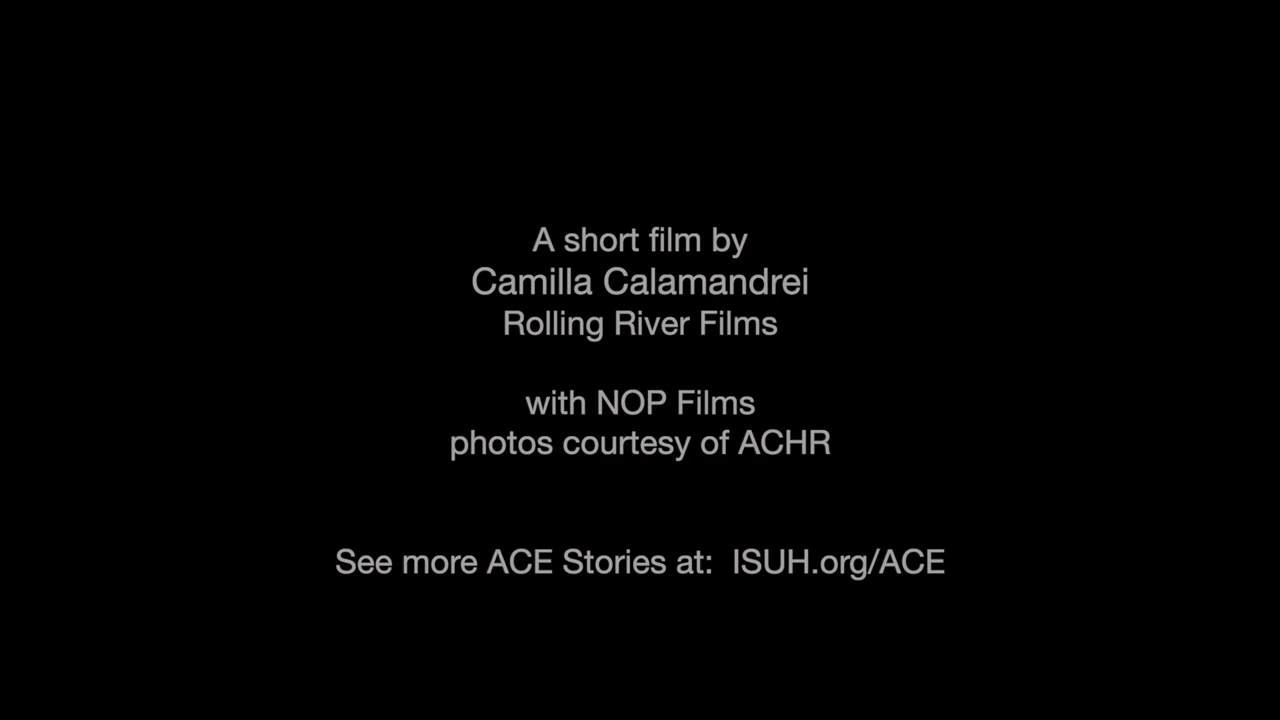 A short film by
Camilla Calamandrei
Rolling River Films
with NOP Films
photos courtesy of ACHR
See more ACE Stories at:  ISUH.org/ACE